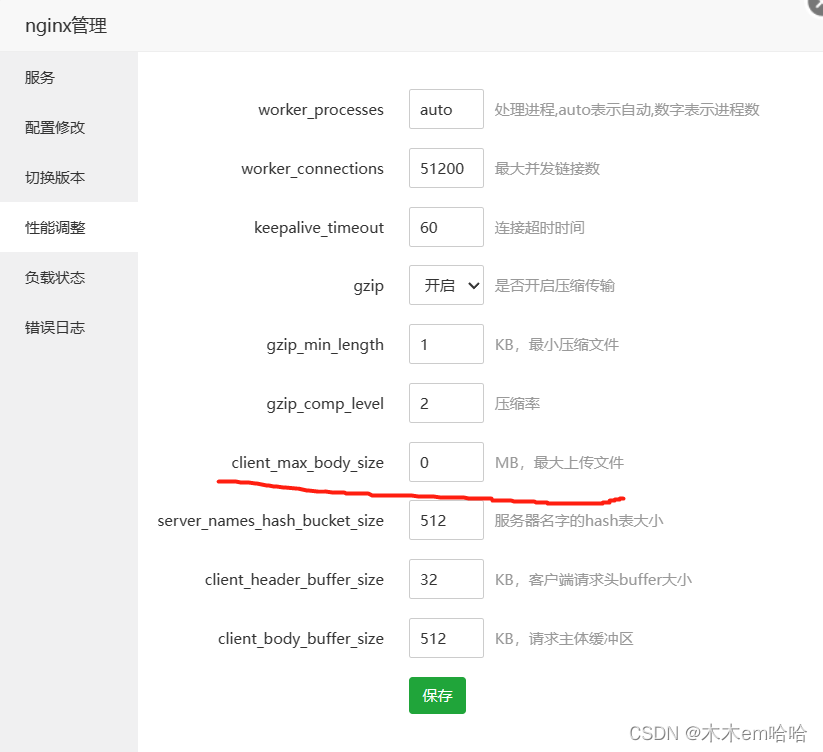 nginx管理
服务
配置修改
切换版本
性能调整
负载状态
错误日志
worker_processes auto 处理进程,auto表示自动,数字表示进程数
worker_connections 51200 最大并发链接数
keepalive_timeout 60 连接超时时间
gzip 开启 是否开启压缩传输
gzip_min_length 1 KB，最小压缩文件
gzip_comp_level 2 压缩率
client_max_body_size 0 MB，最大上传文件
server_names_hash_bucket_size 512 服务器名字的hash表大小
client_header_buffer_size 32 KB，客户端请求头buffer大小
client_body_buffer_size 512 KB，请求主体缓冲区
保存
CSDN @木木em哈哈